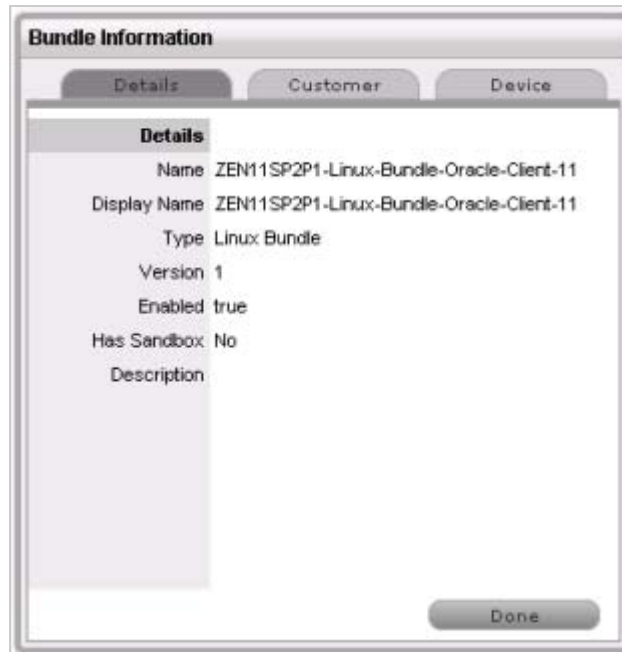 Bundle Information
Details Customer Device
Details
Name ZEN11SP2P1-Linux-Bundle-Oracle-Client-11
Display Name ZEN11SP2P1-Linux-Bundle-Oracle-Client-11
Type Linux Bundle
Version 1
Enabled true
Has Sandbox No
Description
Done